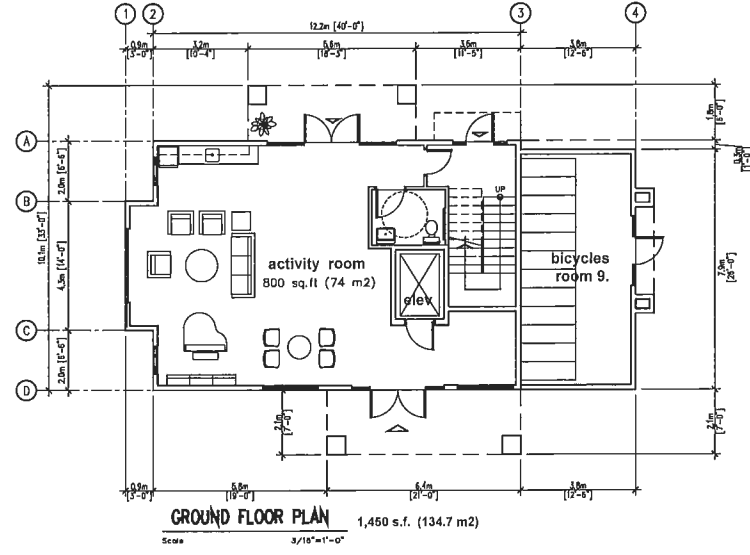 1 2 3 4
12.2m [40'-0"]
0.9m 3.2m 5.6m 3.5m 3.8m
[3'-0"] [10'-4"] [18'-3"] [11'-5"] [12'-6"]
1.8m
[6'-0"]
A
0.3m
[1'-0"]
2.0m [6'-6"]
UP
B
10.1m [33'-0"]
4.3m [14'-0"]
activity room
800 sq.ft (74 m2)
elev
bicycles
room 9.
7.9m
[26'-0"]
C
2.0m [6'-6"]
D
2.1m
[7'-0"]
2.1m
[7'-0"]
0.9m 5.8m 6.4m 3.8m
[3'-0"] [19'-0"] [21'-0"] [12'-6"]
GROUND FLOOR PLAN 1,450 s.f. (134.7 m2)
Scale 3/16"=1'-0"